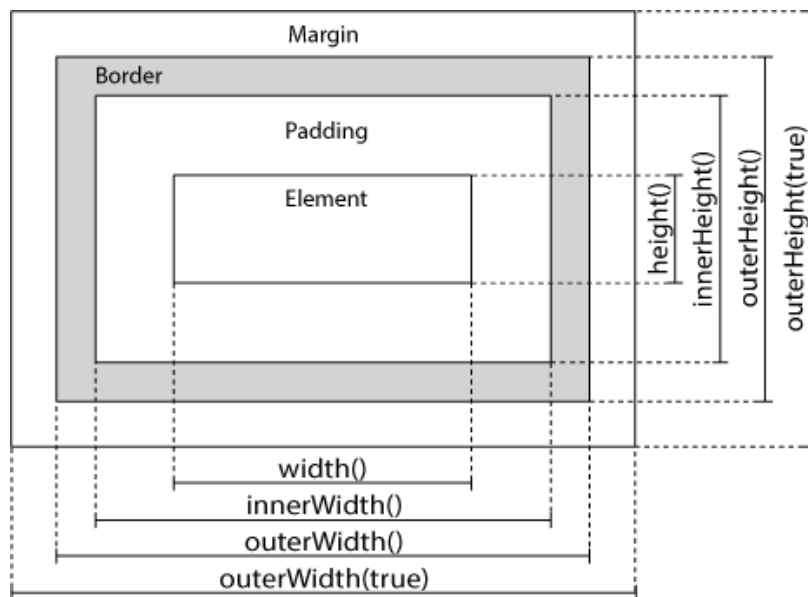 Margin
Border
Padding
Element
height()
innerHeight()
outerHeight()
outerHeight(true)
width()
innerWidth()
outerWidth()
outerWidth(true)